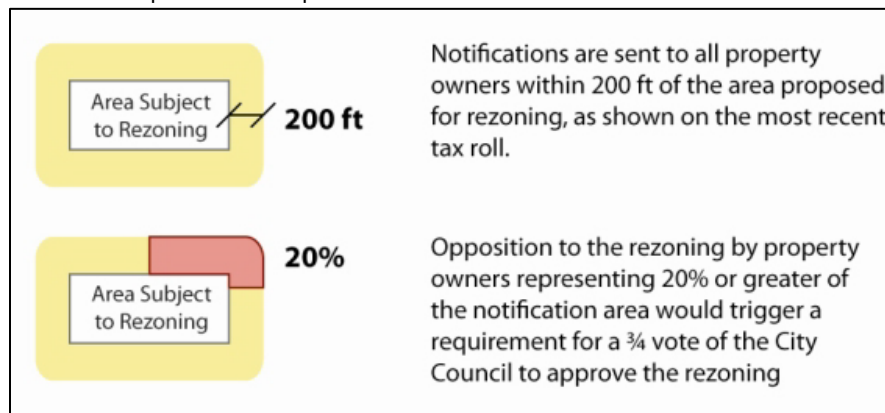 Area Subject
to Rezoning
200 ft
Notifications are sent to all property
owners within 200 ft of the area proposed
for rezoning, as shown on the most recent
tax roll.
Area Subject
to Rezoning
20%
Opposition to the rezoning by property
owners representing 20% or greater of
the notification area would trigger a
requirement for a ¾ vote of the City
Council to approve the rezoning